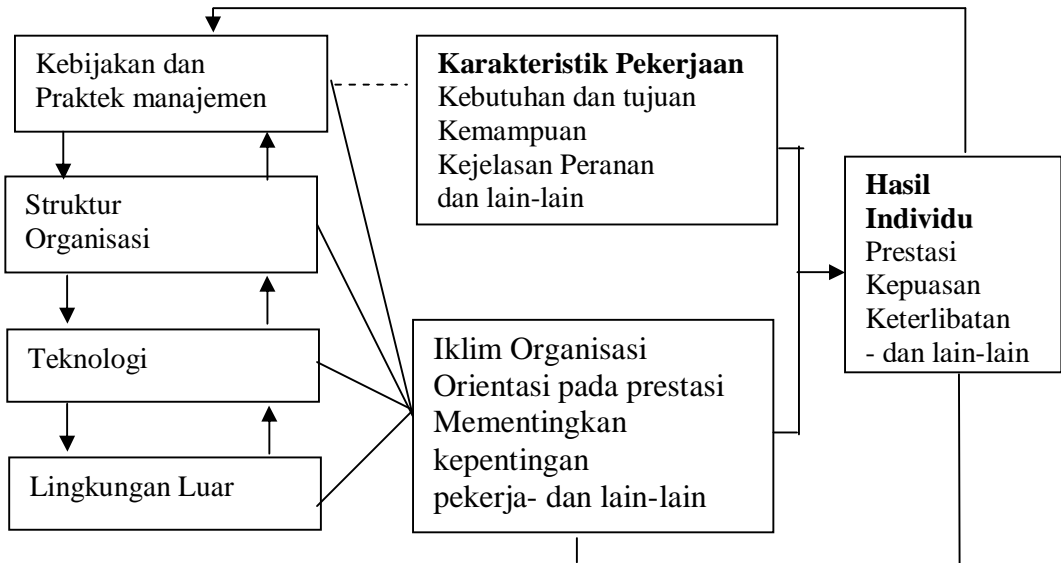 Kebijakan dan
Praktek manajemen
Struktur
Organisasi
Teknologi
Lingkungan Luar
Karakteristik Pekerjaan
Kebutuhan dan tujuan
Kemampuan
Kejelasan Peranan
dan lain-lain
Iklim Organisasi
Orientasi pada prestasi
Mementingkan
kepentingan
pekerja- dan lain-lain
Hasil
Individu
Prestasi
Kepuasan
Keterlibatan
- dan lain-lain